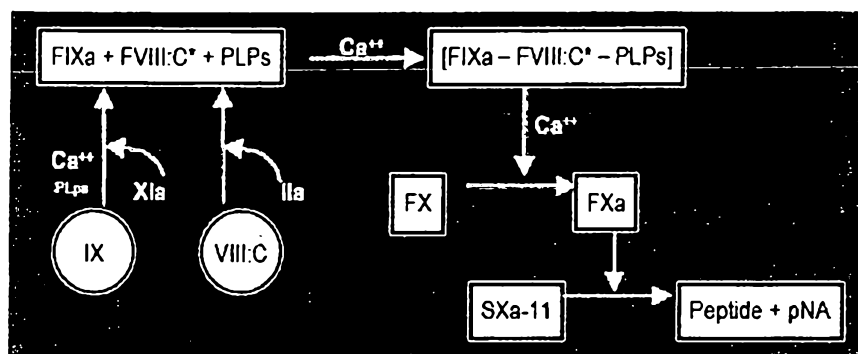 FIXa + FVIII:C* + PLPs
Ca++
[FIXa – FVIII:C* – PLPs]
Ca++
Ca++
PLps
XIa
IIa
FX
FXa
IX
VIII:C
SXa-11
Peptide + pNA